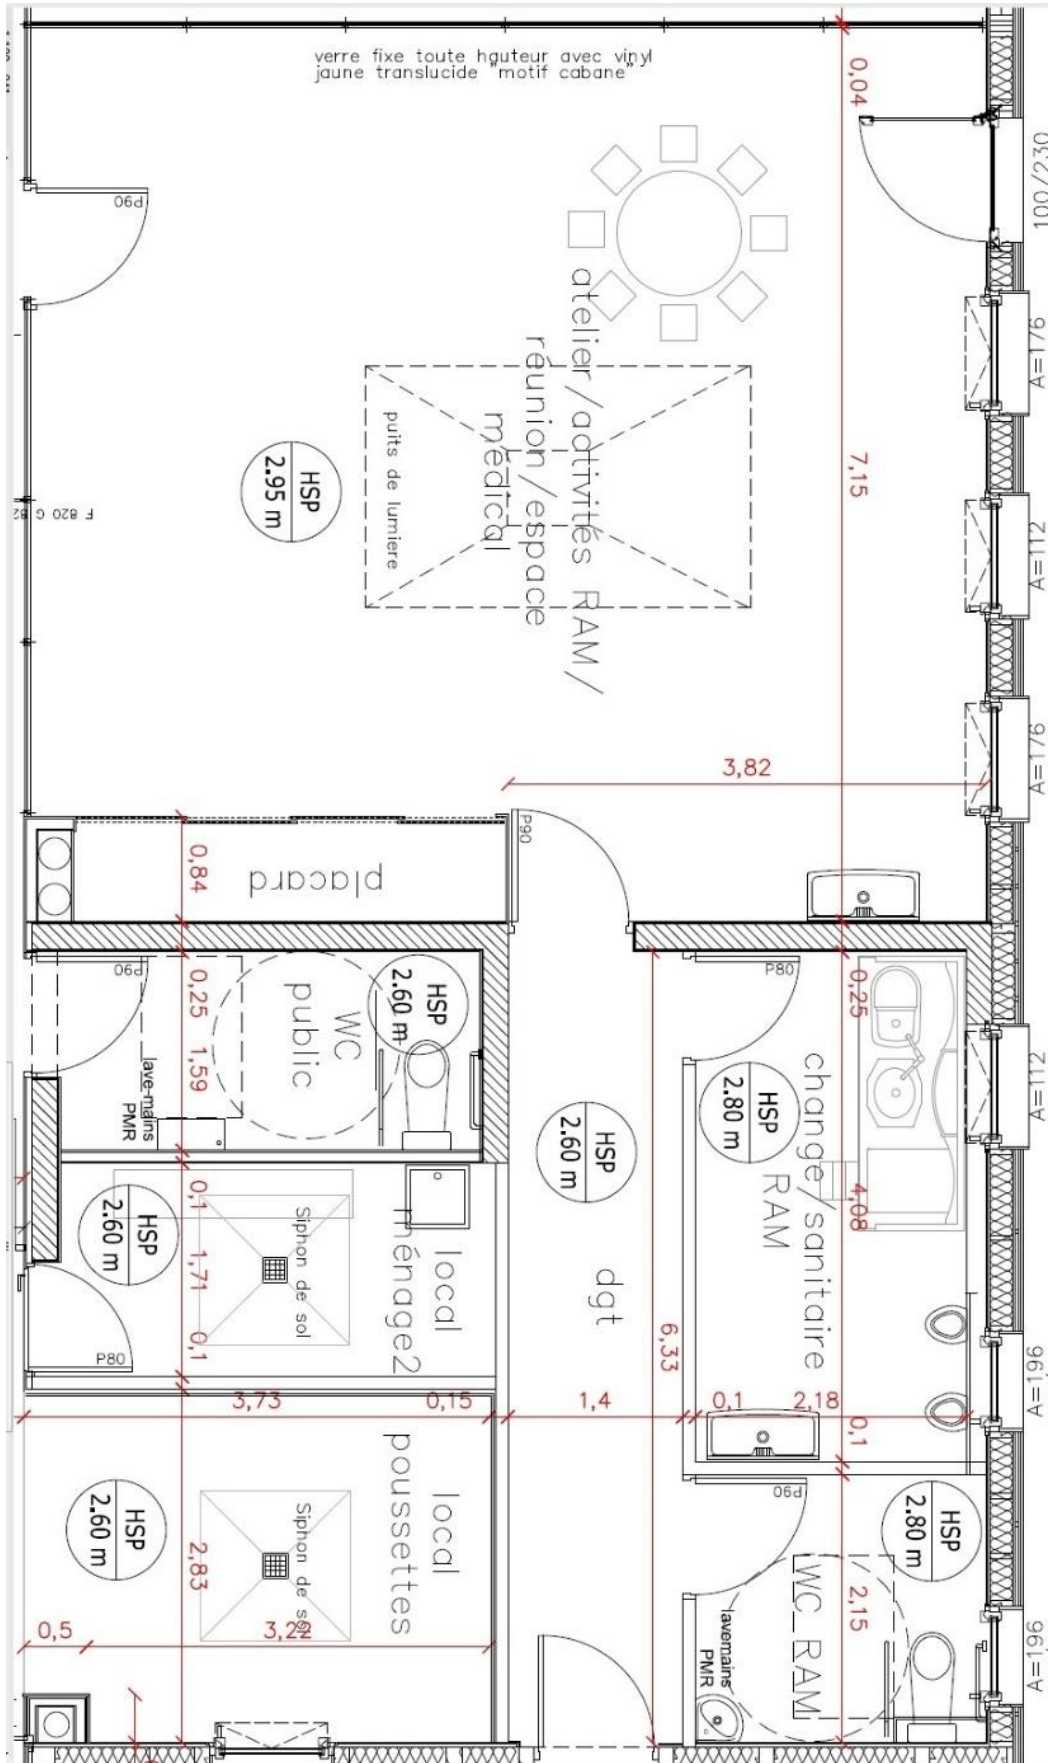 verre fixe toute hauteur avec vinyl
jaune translucide "motif cabane"
0,04
100/230
P90
A=176
atelier/activités RAM/
réunion/espace
médical
puits de lumiere
HSP
2.95 m
7,15
F 820 G 82
A=112
A=176
3,82
P90
0,84
placard
P90
0,25
1,59
WC
public
HSP
2.60 m
lave-mains
PMR
P80
0,25
change/sanitaire
RAM
HSP
2.80 m
4,08
A=112
HSP
2.60 m
dgt
0,1
1,71
0,1
HSP
2.60 m
Siphon de sol
local
ménage2
P80
6,33
A=196
3,73
0,15
1,4
0,1
2,18
0,1
local
poussettes
HSP
2.60 m
Siphon de sol
2,83
0,5
3,22
P90
HSP
2.80 m
2,15
WC RAM
lavemains
PMR
A=196